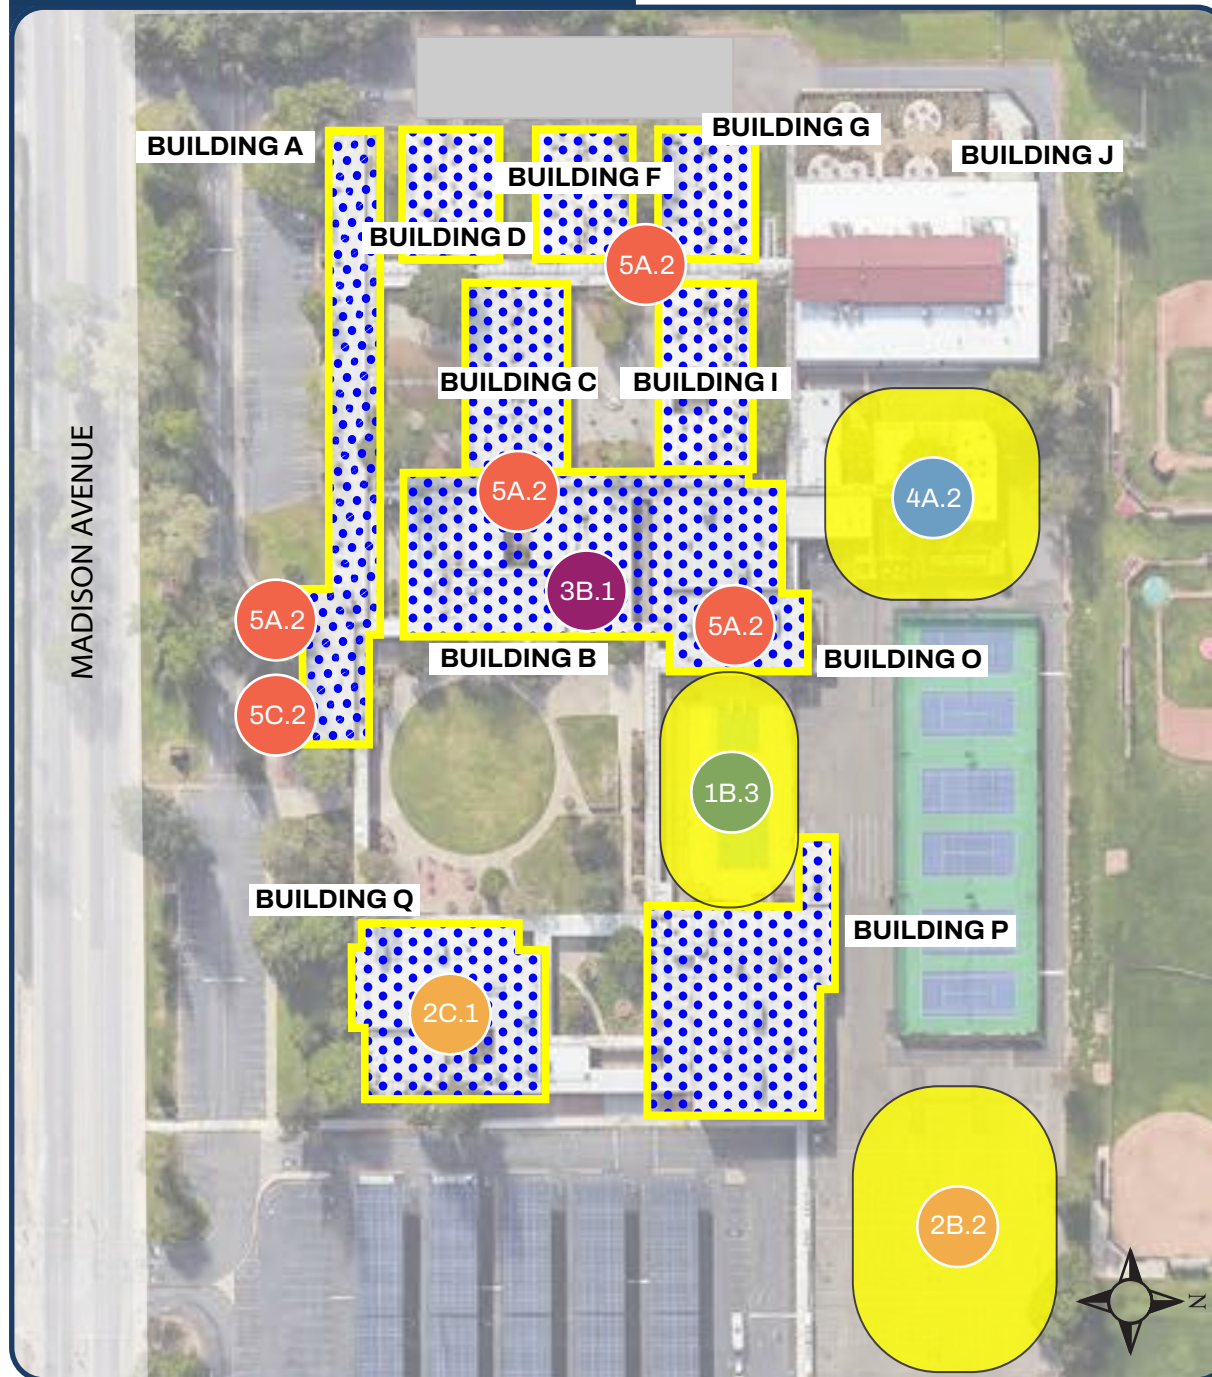 BUILDING G
BUILDING A
BUILDING J
BUILDING F
BUILDING D
5A.2
BUILDING C
BUILDING I
5A.2
4A.2
MADISON AVENUE
3B.1
5A.2
5A.2
BUILDING B
BUILDING O
5C.2
1B.3
BUILDING Q
BUILDING P
2C.1
2B.2
N